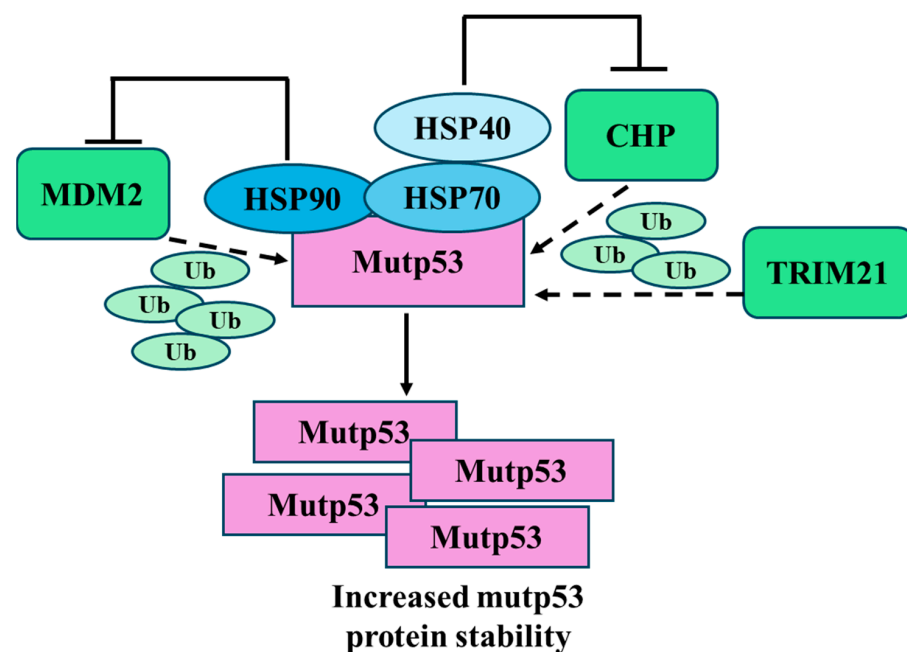 HSP40
CHP
MDM2
HSP90
HSP70
Ub
Mutp53
Ub
Ub
TRIM21
Ub
Ub
Ub
Ub
Mutp53
Mutp53
Mutp53
Mutp53
Increased mutp53
protein stability